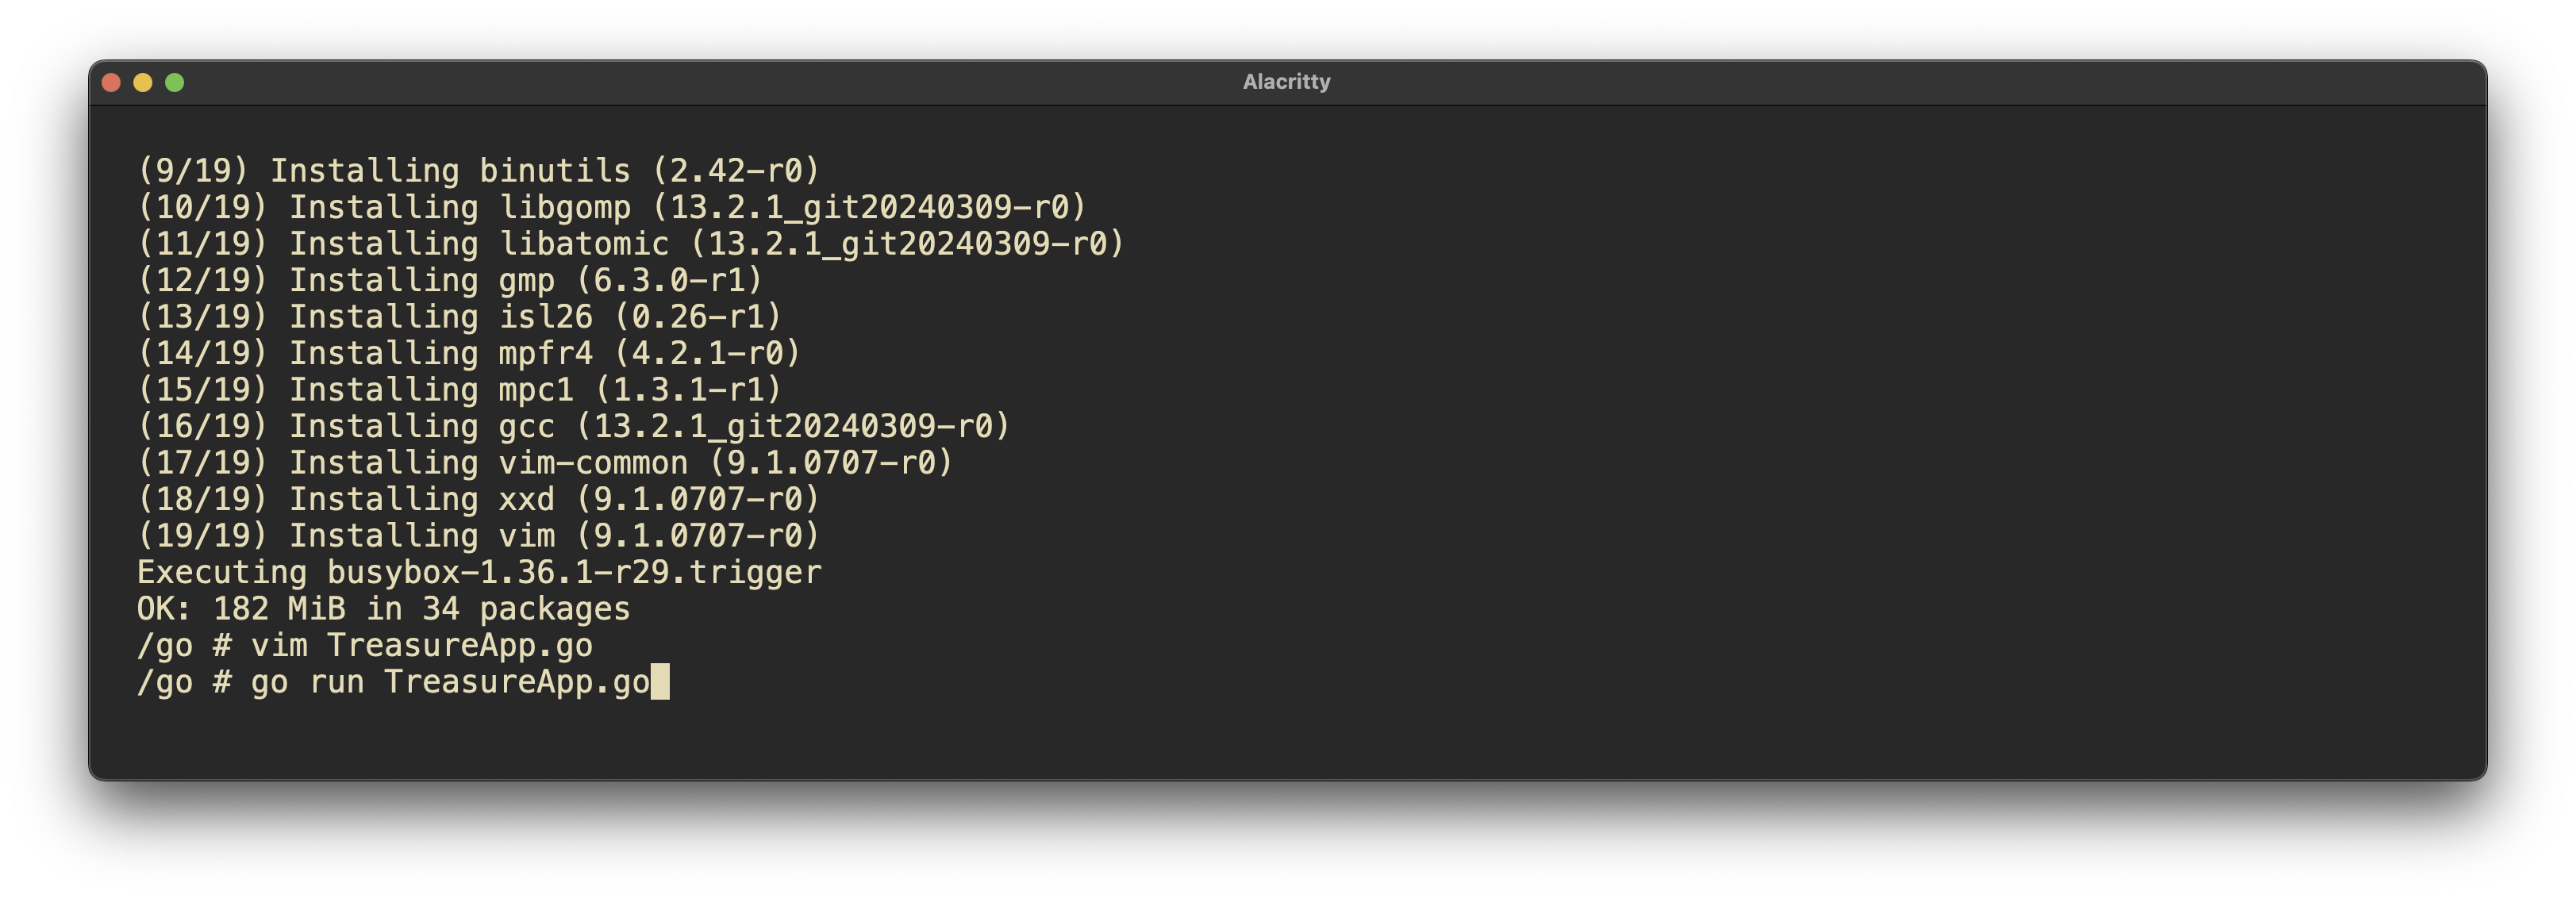 Alacritty
(9/19) Installing binutils (2.42-r0)
(10/19) Installing libgomp (13.2.1_git20240309-r0)
(11/19) Installing libatomic (13.2.1_git20240309-r0)
(12/19) Installing gmp (6.3.0-r1)
(13/19) Installing isl26 (0.26-r1)
(14/19) Installing mpfr4 (4.2.1-r0)
(15/19) Installing mpc1 (1.3.1-r1)
(16/19) Installing gcc (13.2.1_git20240309-r0)
(17/19) Installing vim-common (9.1.0707-r0)
(18/19) Installing xxd (9.1.0707-r0)
(19/19) Installing vim (9.1.0707-r0)
Executing busybox-1.36.1-r29.trigger
OK: 182 MiB in 34 packages
/go # vim TreasureApp.go
/go # go run TreasureApp.go